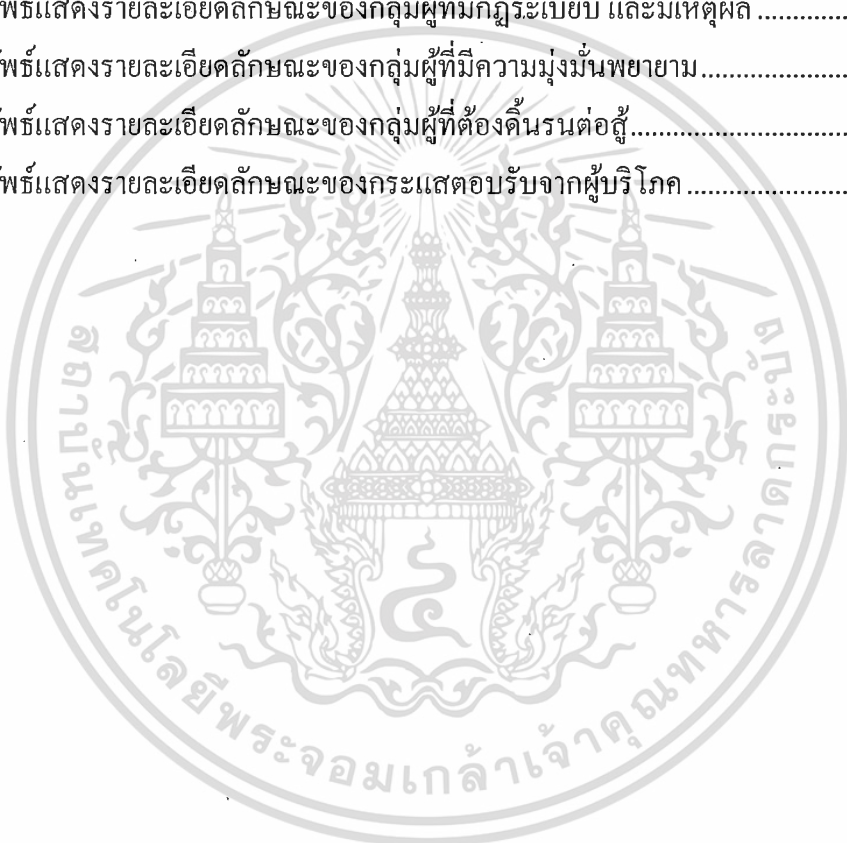 พธ์แสดงรายละเอียดลักษณะของกลุ่มผู้ที่มีกฎระเบียบ และมีเหตุผล ..............
พธ์แสดงรายละเอียดลักษณะของกลุ่มผู้ที่มีความมุ่งมั่นพยายาม......................
พธ์แสดงรายละเอียดลักษณะของกลุ่มผู้ที่ต้องดิ้นรนต่อสู้................................
พธ์แสดงรายละเอียดลักษณะของกระแสตอบรับจากผู้บริโภค ........................
สถาบันเทคโนโลยีพระจอมเกล้าเจ้าคุณทหารลาดกระบัง